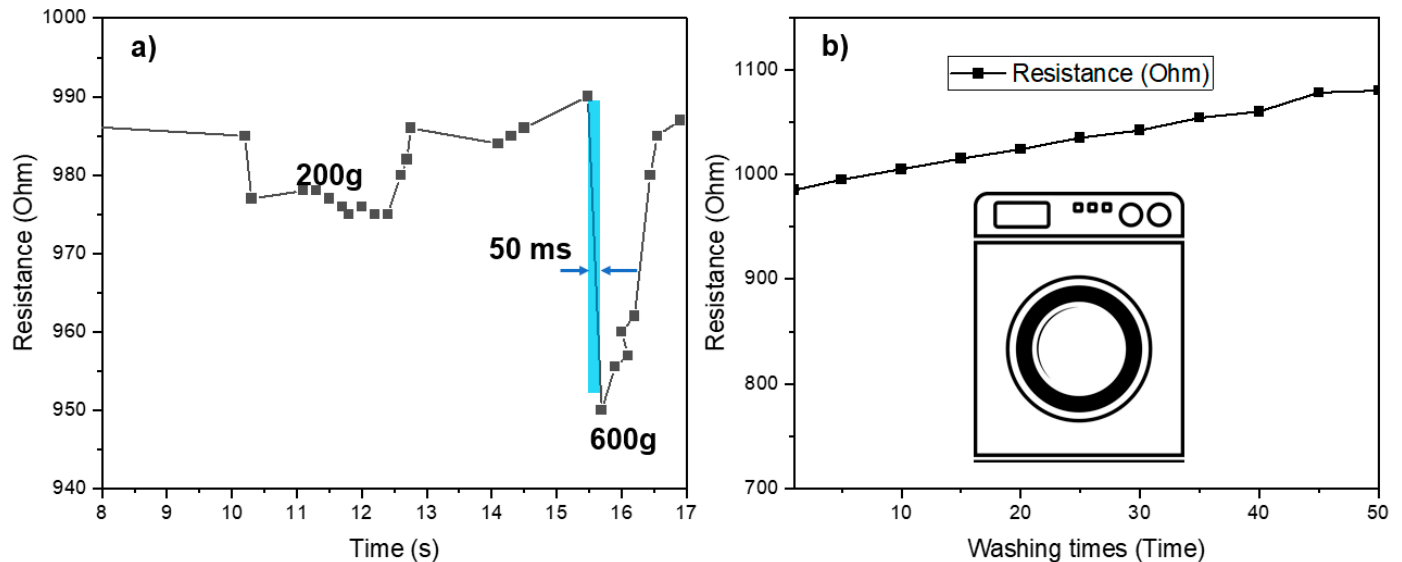 a)
1000
990
980
970
960
950
940
Resistance (Ohm)
200g
50 ms
600g
8 9 10 11 12 13 14 15 16 17
Time (s)
b)
Resistance (Ohm)
1100
1000
900
800
700
Resistance (Ohm)
10 20 30 40 50
Washing times (Time)